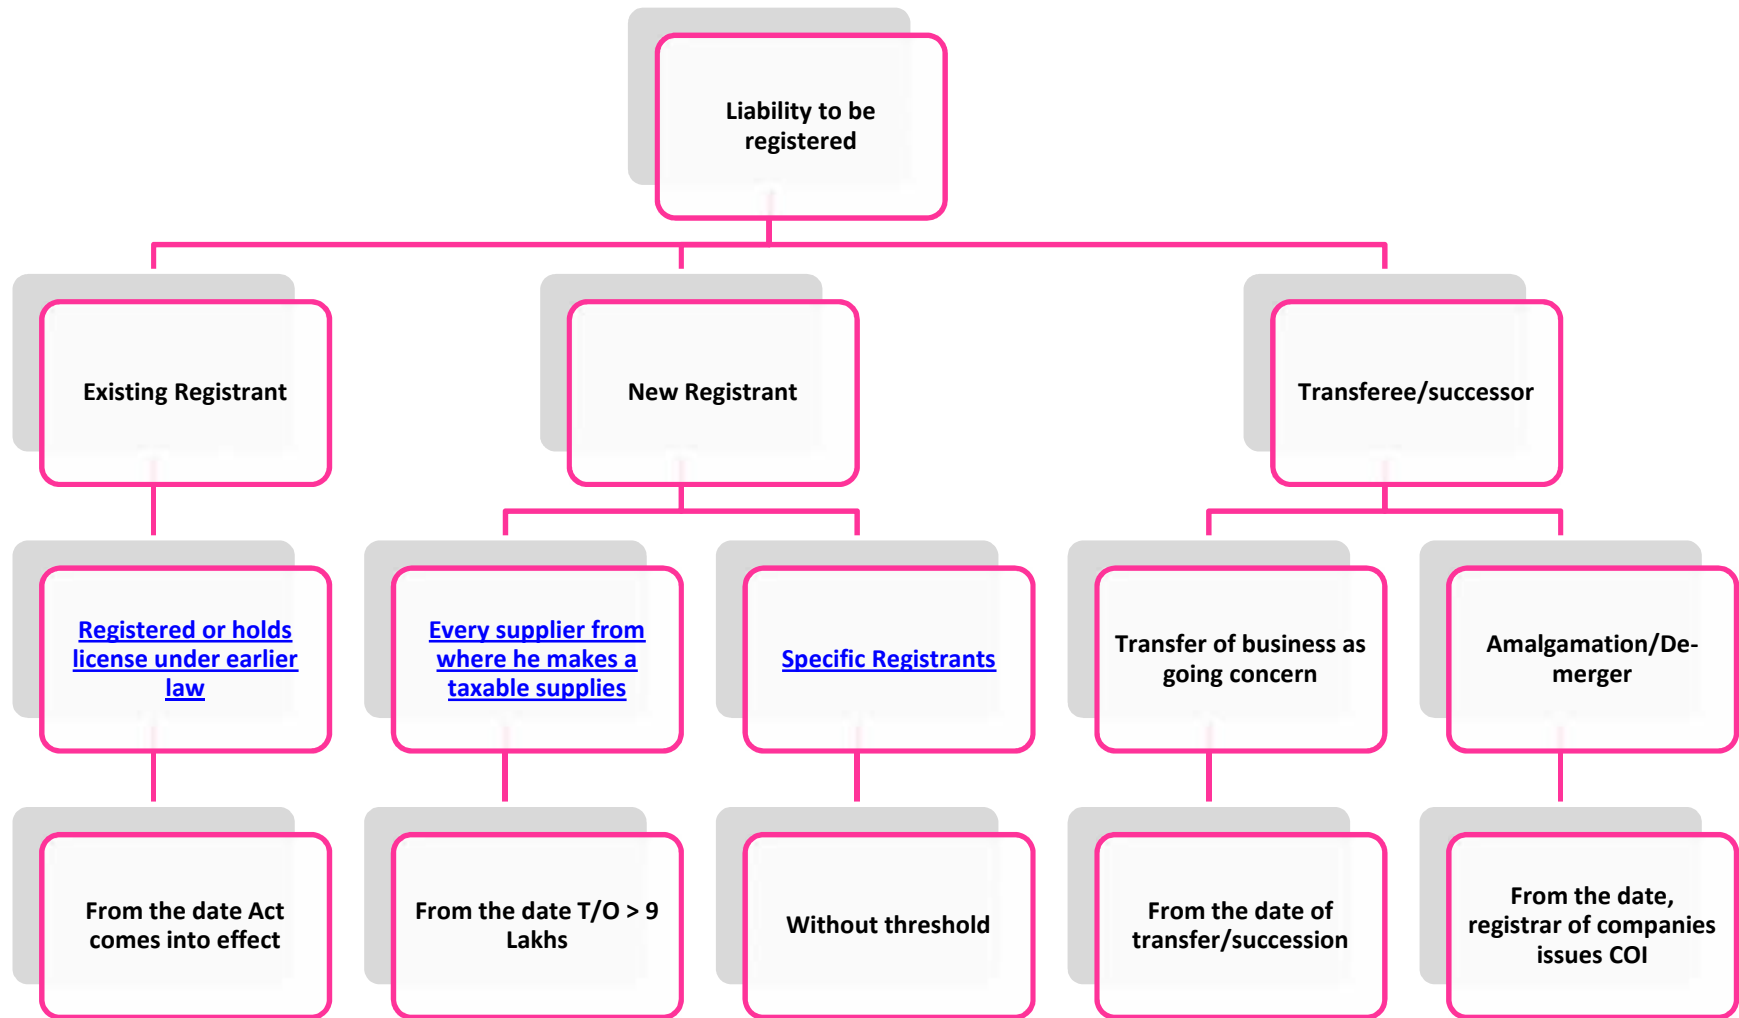 Liability to be
registered
Existing Registrant
New Registrant
Transferee/successor
Registered or holds
license under earlier
law
Every supplier from
where he makes a
taxable supplies
Specific Registrants
Transfer of business as
going concern
Amalgamation/De-
merger
From the date Act
comes into effect
From the date T/O > 9
Lakhs
Without threshold
From the date of
transfer/succession
From the date,
registrar of companies
issues COI